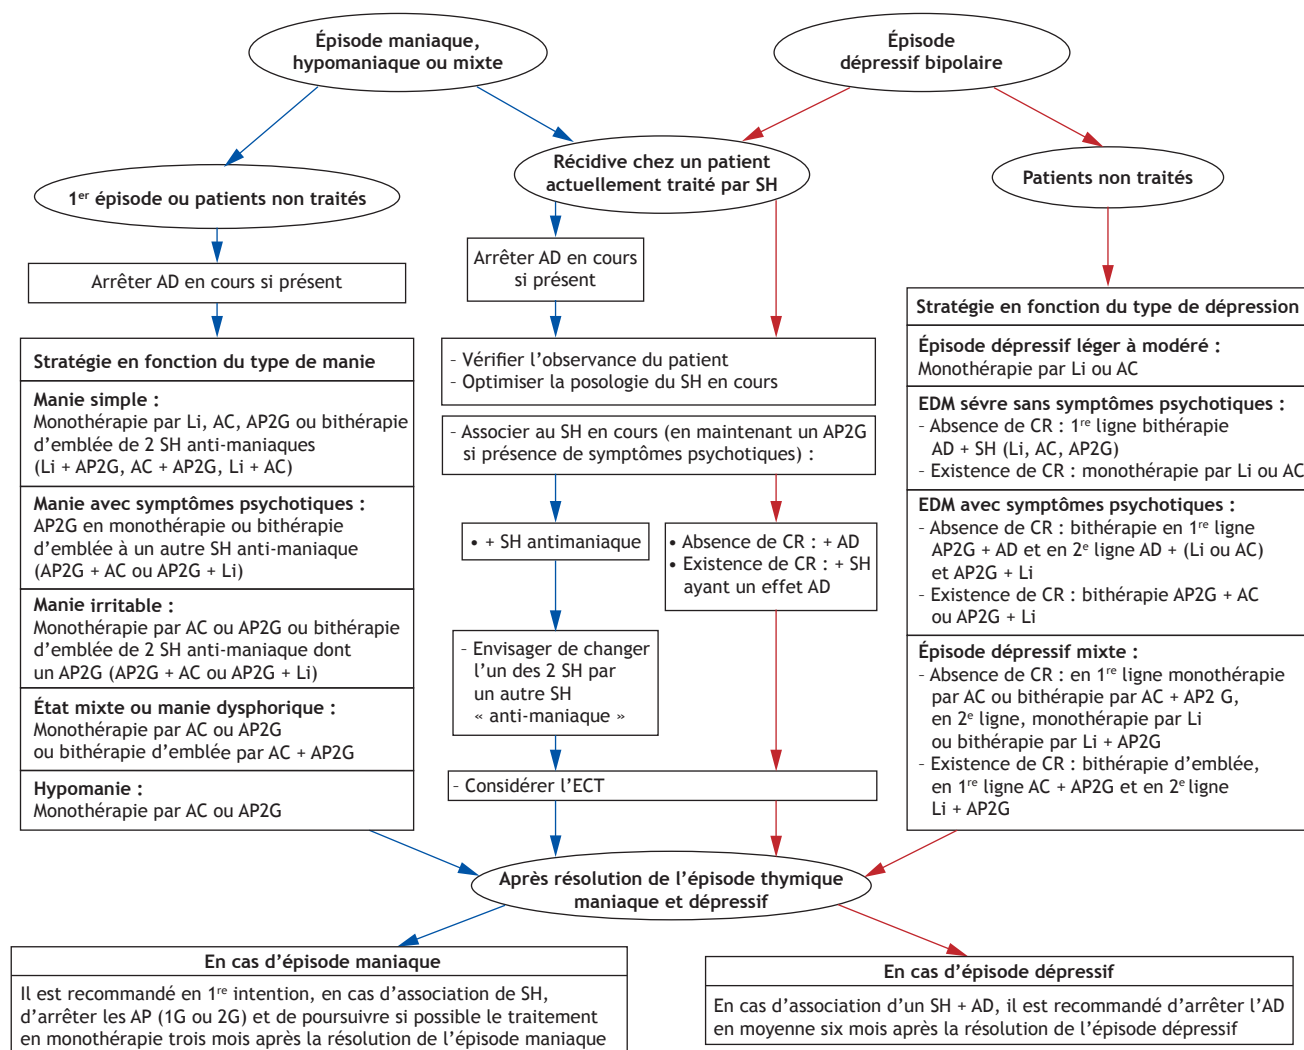 Épisode maniaque,
hypomaniaque ou mixte
Épisode
dépressif bipolaire
1er épisode ou patients non traités
Récidive chez un patient
actuellement traité par SH
Patients non traités
Arrêter AD en cours si présent
Stratégie en fonction du type de manie
Manie simple :
Monothérapie par Li, AC, AP2G ou bithérapie
d’emblée de 2 SH anti-maniaques
(Li + AP2G, AC + AP2G, Li + AC)
Manie avec symptômes psychotiques :
AP2G en monothérapie ou bithérapie
d’emblée à un autre SH anti-maniaque
(AP2G + AC ou AP2G + Li)
Manie irritable :
Monothérapie par AC ou AP2G ou bithérapie
d’emblée de 2 SH anti-maniaque dont
un AP2G (AP2G + AC ou AP2G + Li)
État mixte ou manie dysphorique :
Monothérapie par AC ou AP2G
ou bithérapie d’emblée par AC + AP2G
Hypomanie :
Monothérapie par AC ou AP2G
Arrêter AD en cours
si présent
- Vérifier l’observance du patient
- Optimiser la posologie du SH en cours
- Associer au SH en cours (en maintenant un AP2G
si présence de symptômes psychotiques) :
• + SH antimaniaque
• Absence de CR : + AD
• Existence de CR : + SH
ayant un effet AD
- Envisager de changer
l’un des 2 SH par
un autre SH
« anti-maniaque »
- Considérer l’ECT
Stratégie en fonction du type de dépression
Épisode dépressif léger à modéré :
Monothérapie par Li ou AC
EDM sévre sans symptômes psychotiques :
- Absence de CR : 1re ligne bithérapie
AD + SH (Li, AC, AP2G)
- Existence de CR : monothérapie par Li ou AC
EDM avec symptômes psychotiques :
- Absence de CR : bithérapie en 1re ligne
AP2G + AD et en 2e ligne AD + (Li ou AC)
et AP2G + Li
- Existence de CR : bithérapie AP2G + AC
ou AP2G + Li
Épisode dépressif mixte :
- Absence de CR : en 1re ligne monothérapie
par AC ou bithérapie par AC + AP2 G,
en 2e ligne, monothérapie par Li
ou bithérapie par Li + AP2G
- Existence de CR : bithérapie d’emblée,
en 1re ligne AC + AP2G et en 2e ligne
Li + AP2G
Après résolution de l’épisode thymique
maniaque et dépressif
En cas d’épisode maniaque
Il est recommandé en 1re intention, en cas d’association de SH,
d’arrêter les AP (1G ou 2G) et de poursuivre si possible le traitement
en monothérapie trois mois après la résolution de l’épisode maniaque
En cas d’épisode dépressif
En cas d’association d’un SH + AD, il est recommandé d’arrêter l’AD
en moyenne six mois après la résolution de l’épisode dépressif